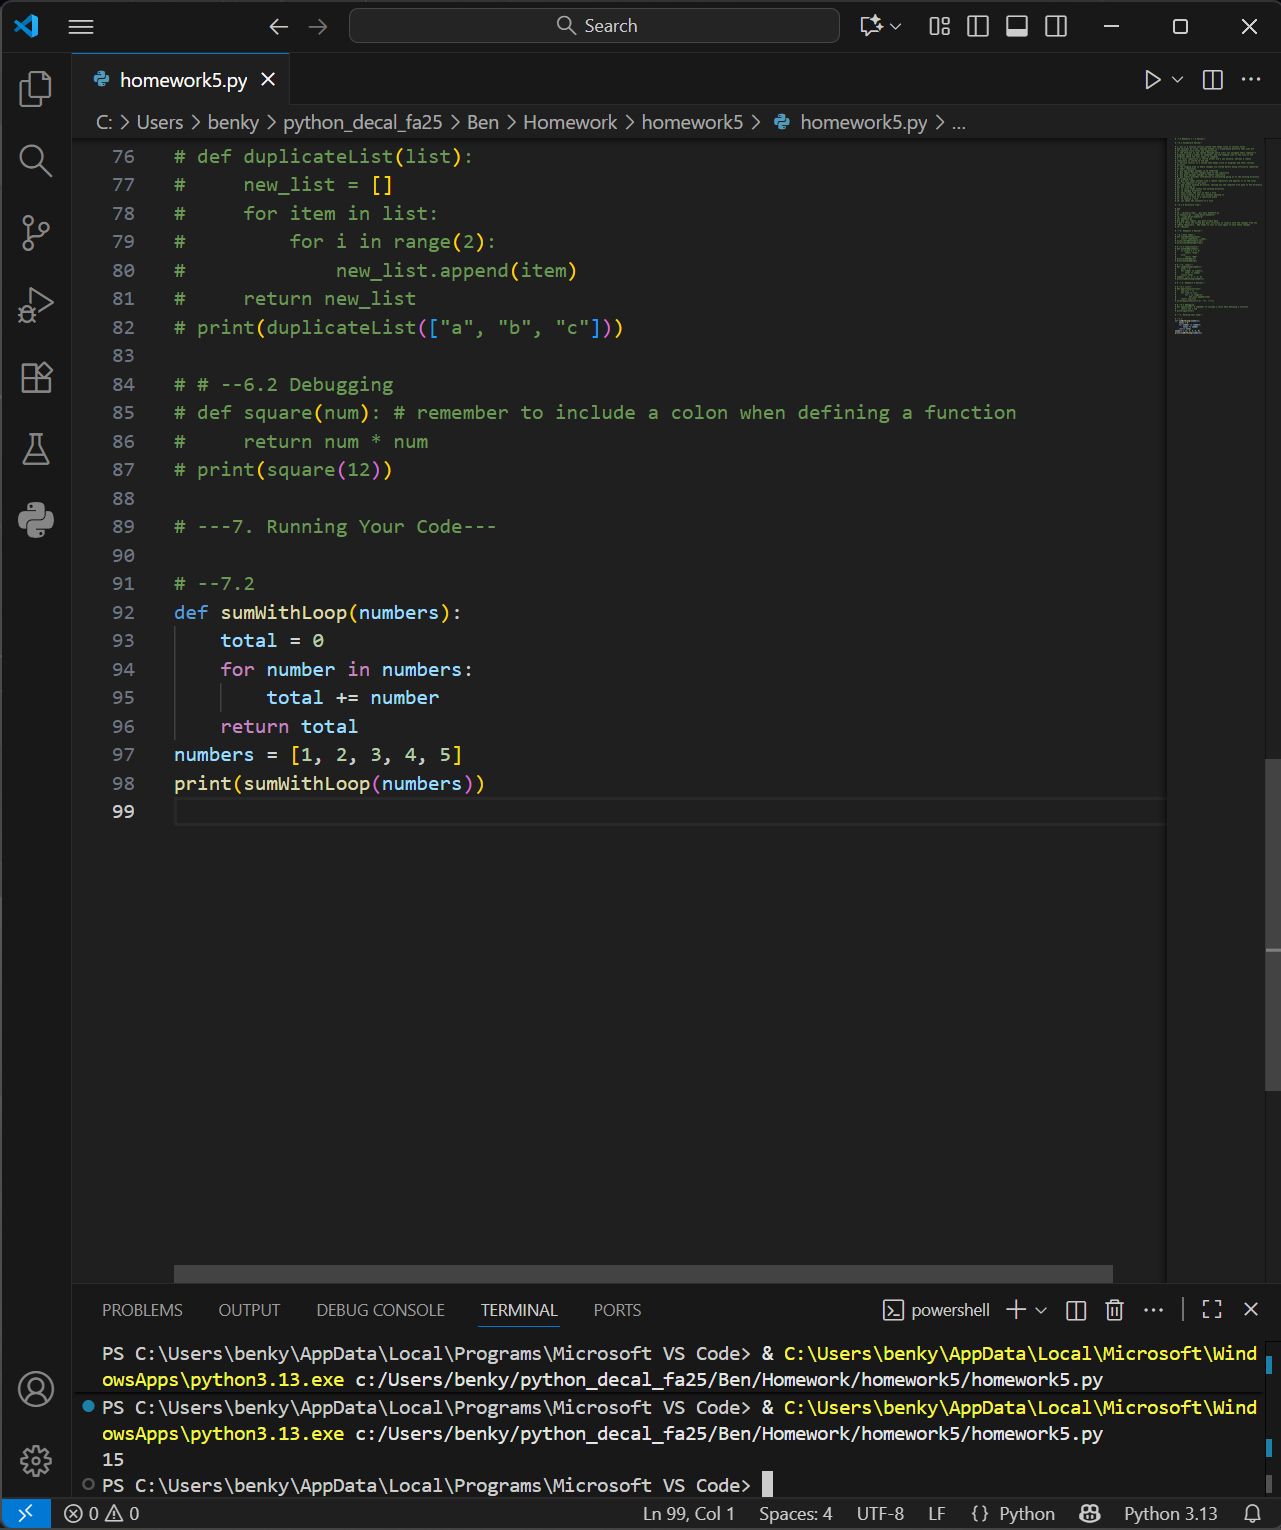 Search
homework5.py
C: > Users > benky > python_decal_fa25 > Ben > Homework > homework5 > homework5.py > ...
76 # def duplicateList(list):
77 #     new_list = []
78 #     for item in list:
79 #         for i in range(2):
80 #             new_list.append(item)
81 #     return new_list
82 # print(duplicateList(["a", "b", "c"]))
83
84 # # --6.2 Debugging
85 # def square(num): # remember to include a colon when defining a function
86 #     return num * num
87 # print(square(12))
88
89 # ---7. Running Your Code---
90
91 # --7.2
92 def sumWithLoop(numbers):
93     total = 0
94     for number in numbers:
95         total += number
96     return total
97 numbers = [1, 2, 3, 4, 5]
98 print(sumWithLoop(numbers))
99
PROBLEMS OUTPUT DEBUG CONSOLE TERMINAL PORTS powershell
PS C:\Users\benky\AppData\Local\Programs\Microsoft VS Code> & C:\Users\benky\AppData\Local\Microsoft\Wind
owsApps\python3.13.exe c:/Users/benky/python_decal_fa25/Ben/Homework/homework5/homework5.py
PS C:\Users\benky\AppData\Local\Programs\Microsoft VS Code> & C:\Users\benky\AppData\Local\Microsoft\Wind
owsApps\python3.13.exe c:/Users/benky/python_decal_fa25/Ben/Homework/homework5/homework5.py
15
PS C:\Users\benky\AppData\Local\Programs\Microsoft VS Code>
0 0 Ln 99, Col 1 Spaces: 4 UTF-8 LF {} Python Python 3.13